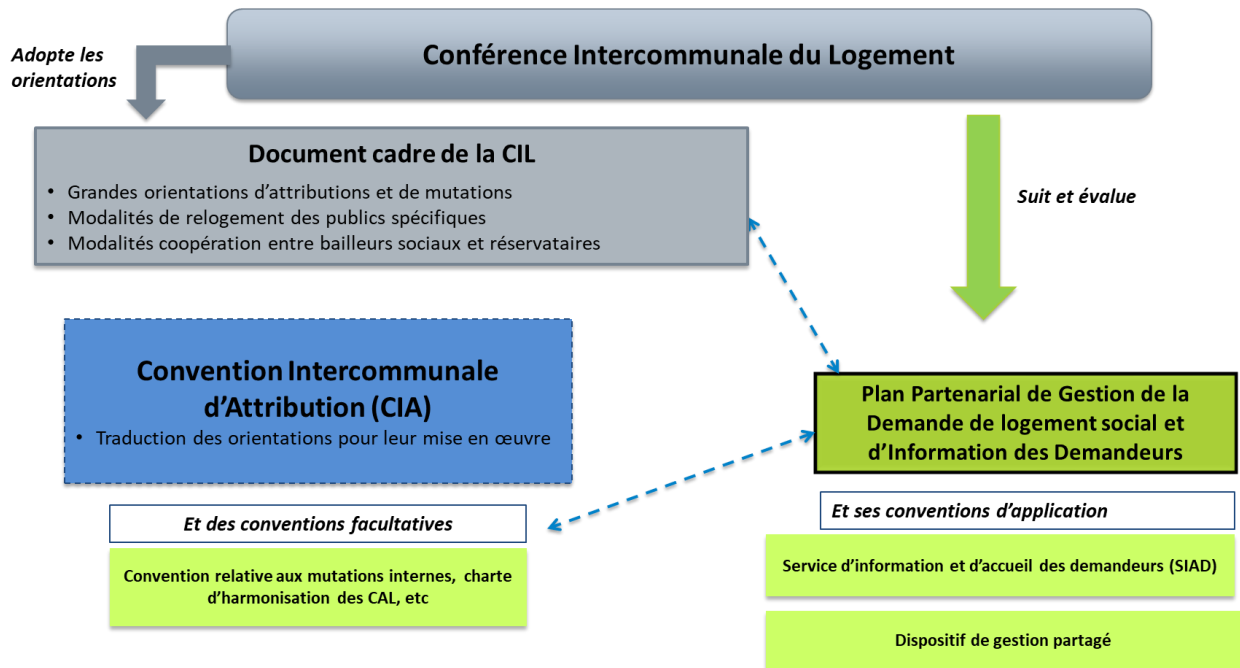 Conférence Intercommunale du Logement
Adopte les
orientations
Document cadre de la CIL
• Grandes orientations d’attributions et de mutations
• Modalités de relogement des publics spécifiques
• Modalités coopération entre bailleurs sociaux et réservataires
Suit et évalue
Convention Intercommunale
d’Attribution (CIA)
• Traduction des orientations pour leur mise en œuvre
Plan Partenarial de Gestion de la
Demande de logement social et
d’Information des Demandeurs
Et des conventions facultatives
Convention relative aux mutations internes, charte
d’harmonisation des CAL, etc
Et ses conventions d’application
Service d’information et d’accueil des demandeurs (SIAD)
Dispositif de gestion partagé